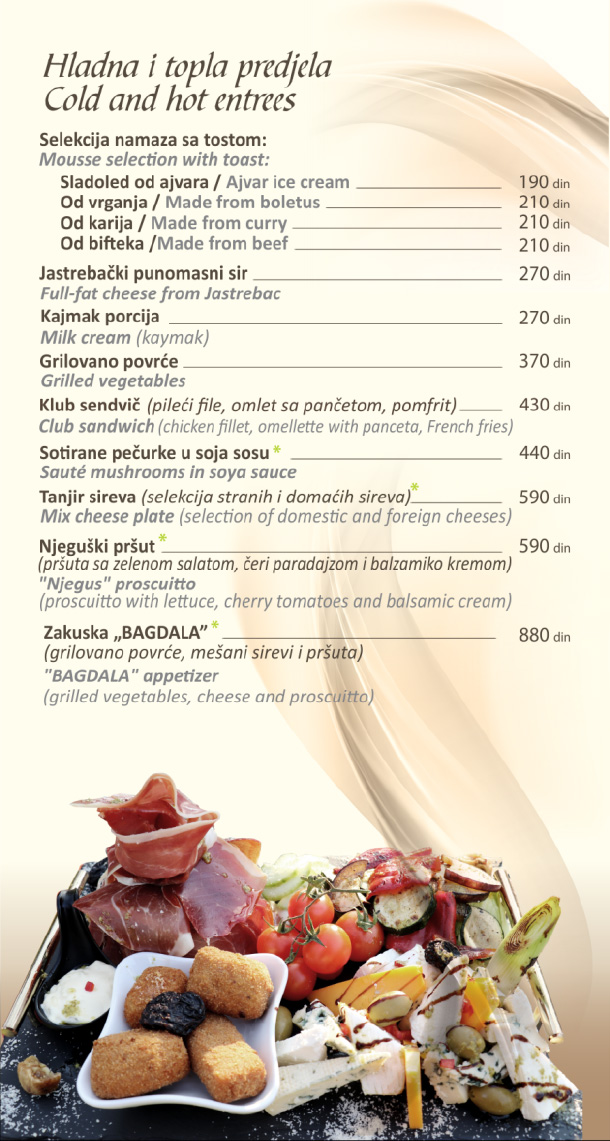 Hladna i topla predjela
Cold and hot entrees
Selekcija namaza sa tostom:
Mousse selection with toast:
Sladoled od ajvara / Ajvar ice cream 190 din
Od vrganja / Made from boletus 210 din
Od karija / Made from curry 210 din
Od bifteka /Made from beef 210 din
Jastrebački punomasni sir 270 din
Full-fat cheese from Jastrebac
Kajmak porcija 270 din
Milk cream (kaymak)
Grilovano povrće 370 din
Grilled vegetables
Klub sendvič (pileći file, omlet sa pančetom, pomfrit) 430 din
Club sandwich (chicken fillet, omellette with panceta, French fries)
Sotirane pečurke u soja sosu * 440 din
Sauté mushrooms in soya sauce
Tanjir sireva (selekcija stranih i domaćih sireva)* 590 din
Mix cheese plate (selection of domestic and foreign cheeses)
Njeguški pršut * 590 din
(pršuta sa zelenom salatom, čeri paradajzom i balzamiko kremom)
"Njegus" proscuitto
(proscuitto with lettuce, cherry tomatoes and balsamic cream)
Zakuska „BAGDALA” * 880 din
(grilovano povrće, mešani sirevi i pršuta)
"BAGDALA" appetizer
(grilled vegetables, cheese and proscuitto)